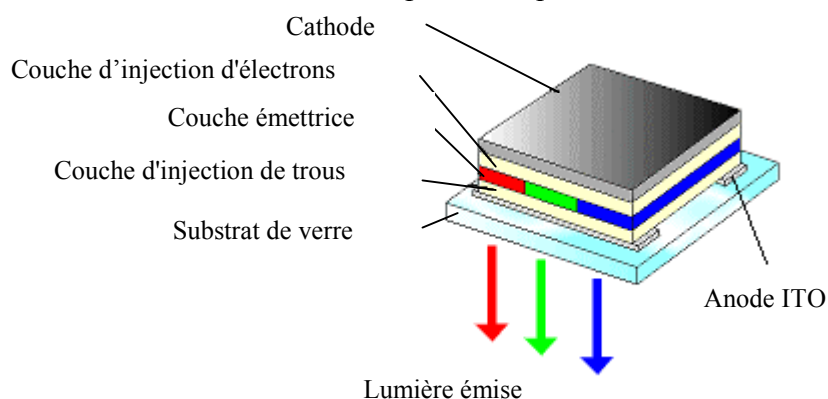 Cathode
Couche d’injection d'électrons
Couche émettrice
Couche d'injection de trous
Substrat de verre
Anode ITO
Lumière émise